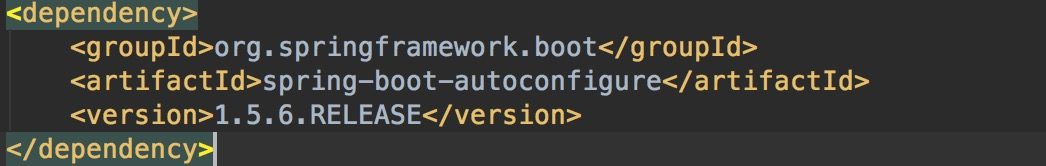 <dependency>
<groupId>org.springframework.boot</groupId>
<artifactId>spring-boot-autoconfigure</artifactId>
<version>1.5.6.RELEASE</version>
</dependency>